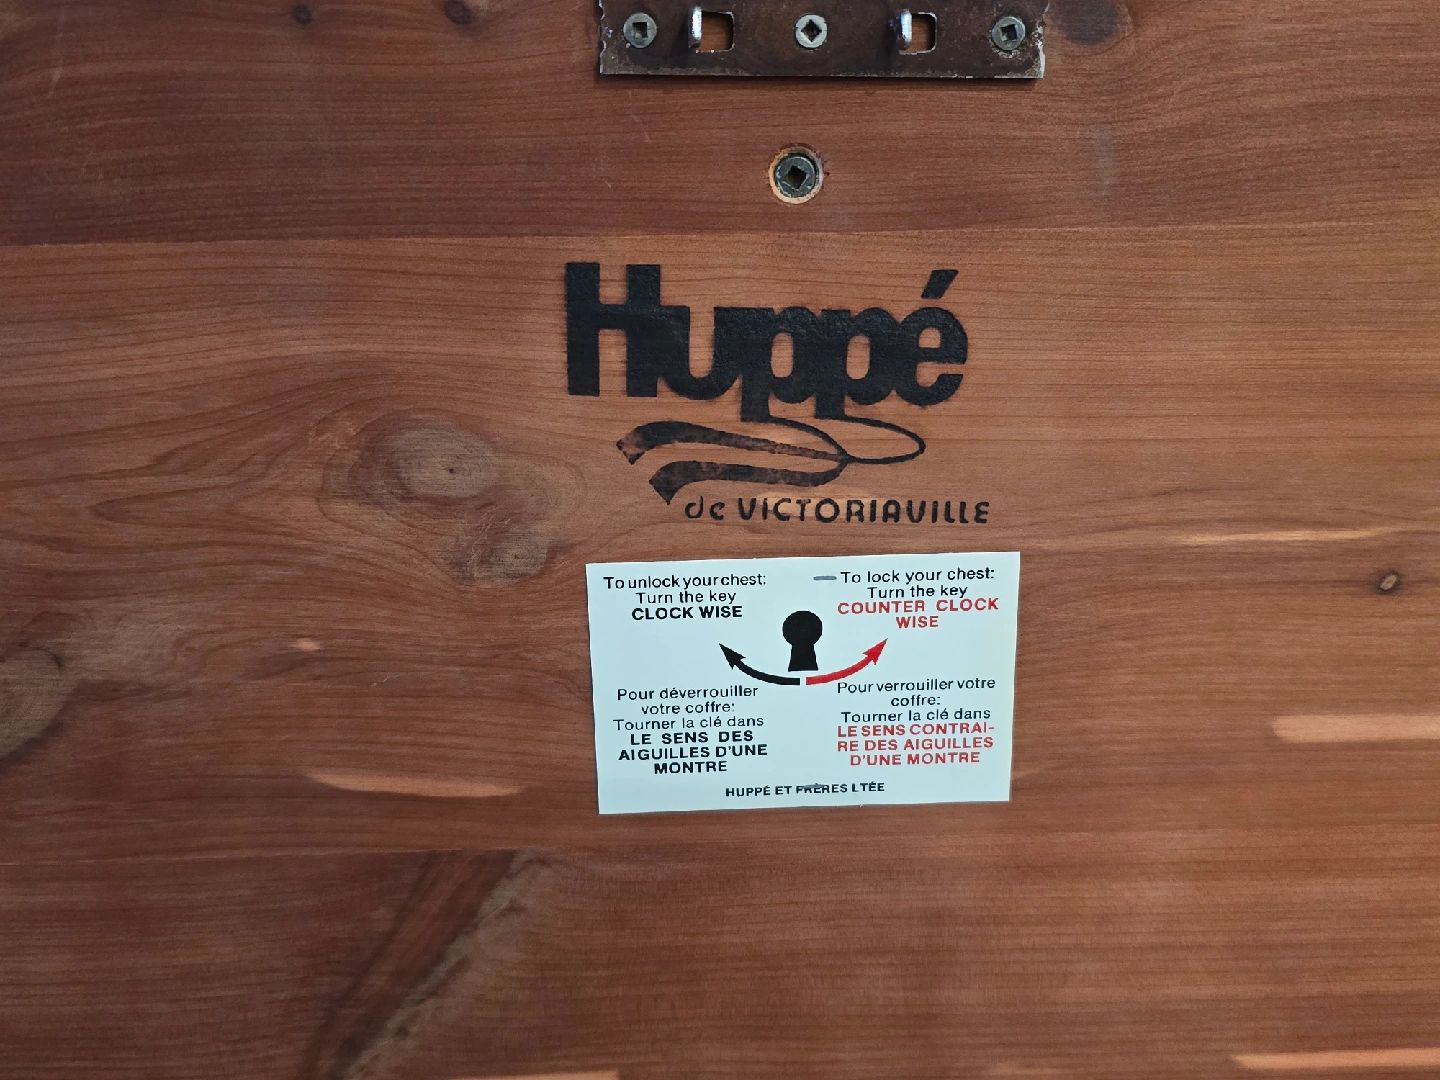 Huppé
de VICTORIAVILLE
To unlock your chest:
Turn the key
CLOCK WISE
To lock your chest:
Turn the key
COUNTER CLOCK
WISE
Pour déverrouiller
votre coffre:
Tourner la clé dans
LE SENS DES
AIGUILLES D'UNE
MONTRE
Pour verrouiller votre
coffre:
Tourner la clé dans
LE SENS CONTRAI-
RE DES AIGUILLES
D'UNE MONTRE
HUPPÉ ET FRÈRES LTÉE